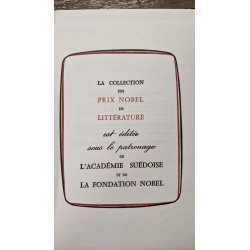 LA COLLECTION
DES
PRIX NOBEL
DE
LITTÉRATURE
est éditée
sous le patronage
DE
L'ACADÉMIE SUÉDOISE
ET DE
LA FONDATION NOBEL